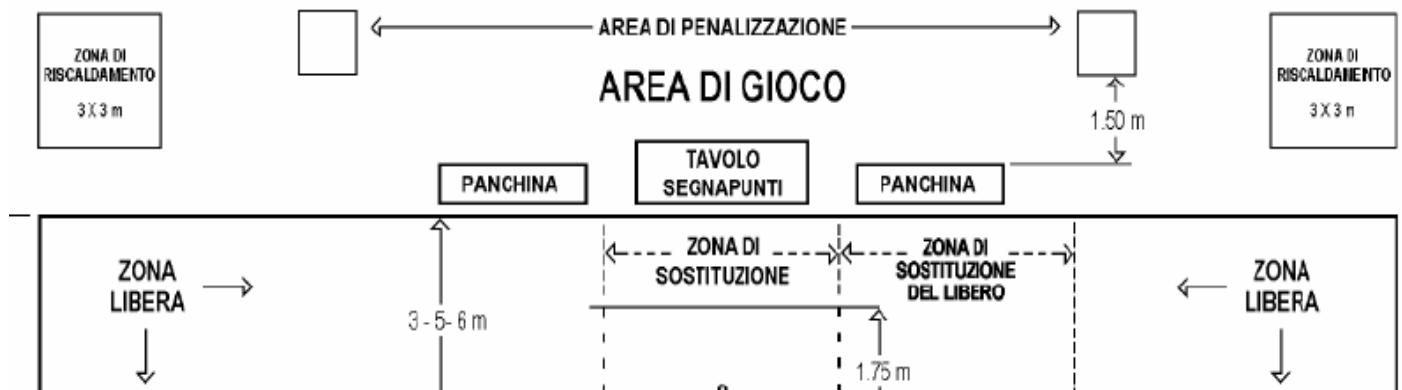 AREA DI PENALIZZAZIONE
ZONA DI
RISCALDAMENTO
3 X 3 m
ZONA DI
RISCALDAMENTO
3 X 3 m
AREA DI GIOCO
1.50 m
PANCHINA
TAVOLO
SEGNAPUNTI
PANCHINA
ZONA
LIBERA
ZONA DI
SOSTITUZIONE
ZONA DI
SOSTITUZIONE
DEL LIBERO
ZONA
LIBERA
3 - 5- 6 m
1.75 m